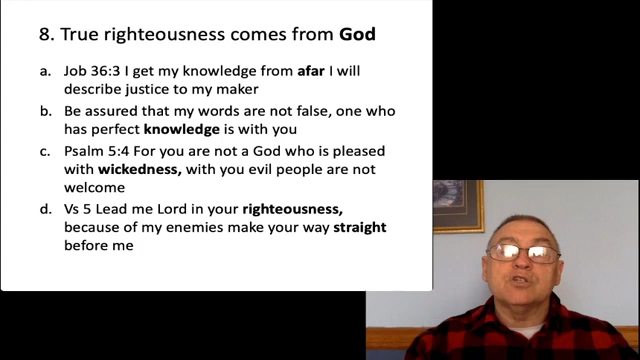 8. True righteousness comes from God
a. Job 36:3 I get my knowledge from afar I will
describe justice to my maker
b. Be assured that my words are not false, one who
has perfect knowledge is with you
c. Psalm 5:4 For you are not a God who is pleased
with wickedness, with you evil people are not
welcome
d. Vs 5 Lead me Lord in your righteousness,
because of my enemies make your way straight
before me